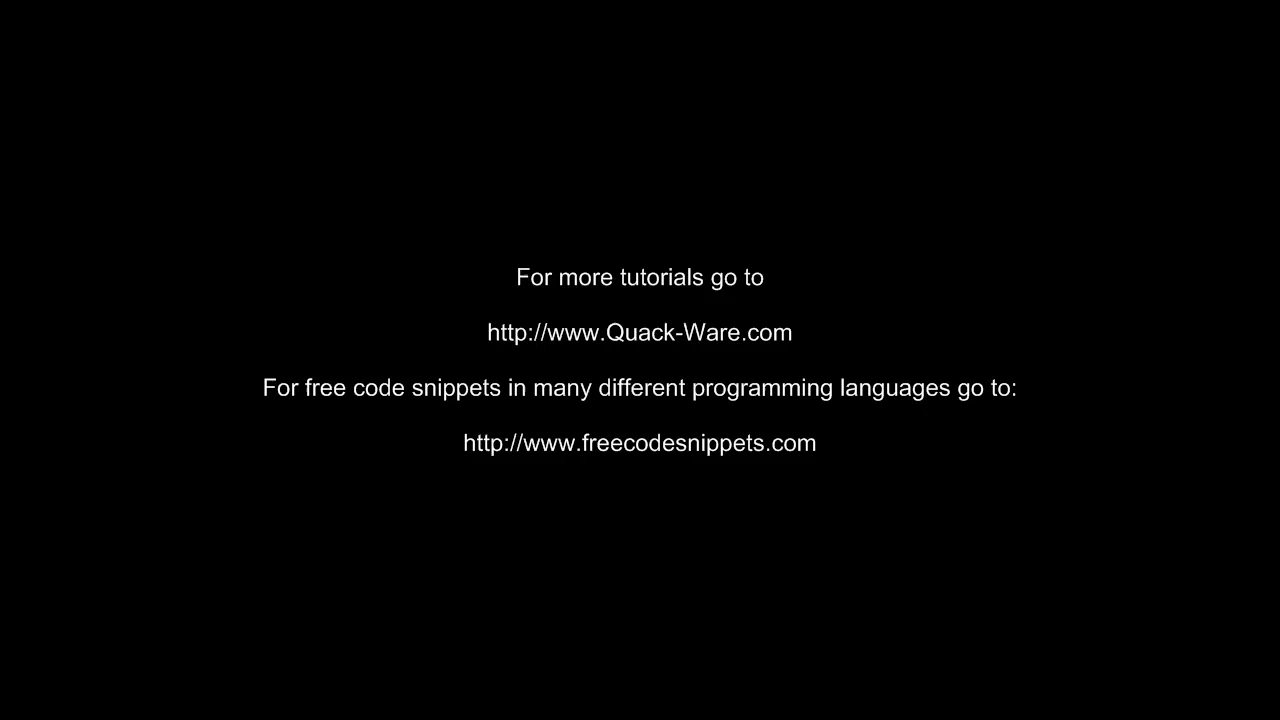 For more tutorials go to
http://www.Quack-Ware.com
For free code snippets in many different programming languages go to:
http://www.freecodesnippets.com